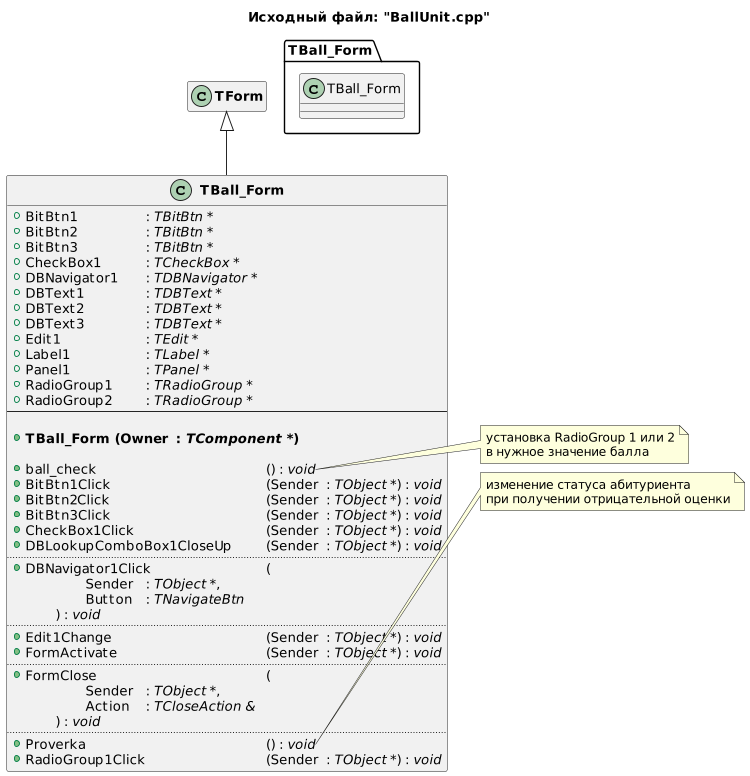 Исходный файл: "BallUnit.cpp"
TBall_Form
C TBall_Form
C TForm
C TBall_Form
BitBtn1 : TBitBtn *
BitBtn2 : TBitBtn *
BitBtn3 : TBitBtn *
CheckBox1 : TCheckBox *
DBNavigator1 : TDBNavigator *
DBText1 : TDBText *
DBText2 : TDBText *
DBText3 : TDBText *
Edit1 : TEdit *
Label1 : TLabel *
Panel1 : TPanel *
RadioGroup1 : TRadioGroup *
RadioGroup2 : TRadioGroup *
TBall_Form (Owner : TComponent *)
ball_check () : void
BitBtn1Click (Sender : TObject *) : void
BitBtn2Click (Sender : TObject *) : void
BitBtn3Click (Sender : TObject *) : void
CheckBox1Click (Sender : TObject *) : void
DBLookupComboBox1CloseUp (Sender : TObject *) : void
DBNavigator1Click (
Sender : TObject *,
Button : TNavigateBtn
) : void
Edit1Change (Sender : TObject *) : void
FormActivate (Sender : TObject *) : void
FormClose (
Sender : TObject *,
Action : TCloseAction &
) : void
Proverka () : void
RadioGroup1Click (Sender : TObject *) : void
установка RadioGroup 1 или 2
в нужное значение балла
изменение статуса абитуриента
при получении отрицательной оценки